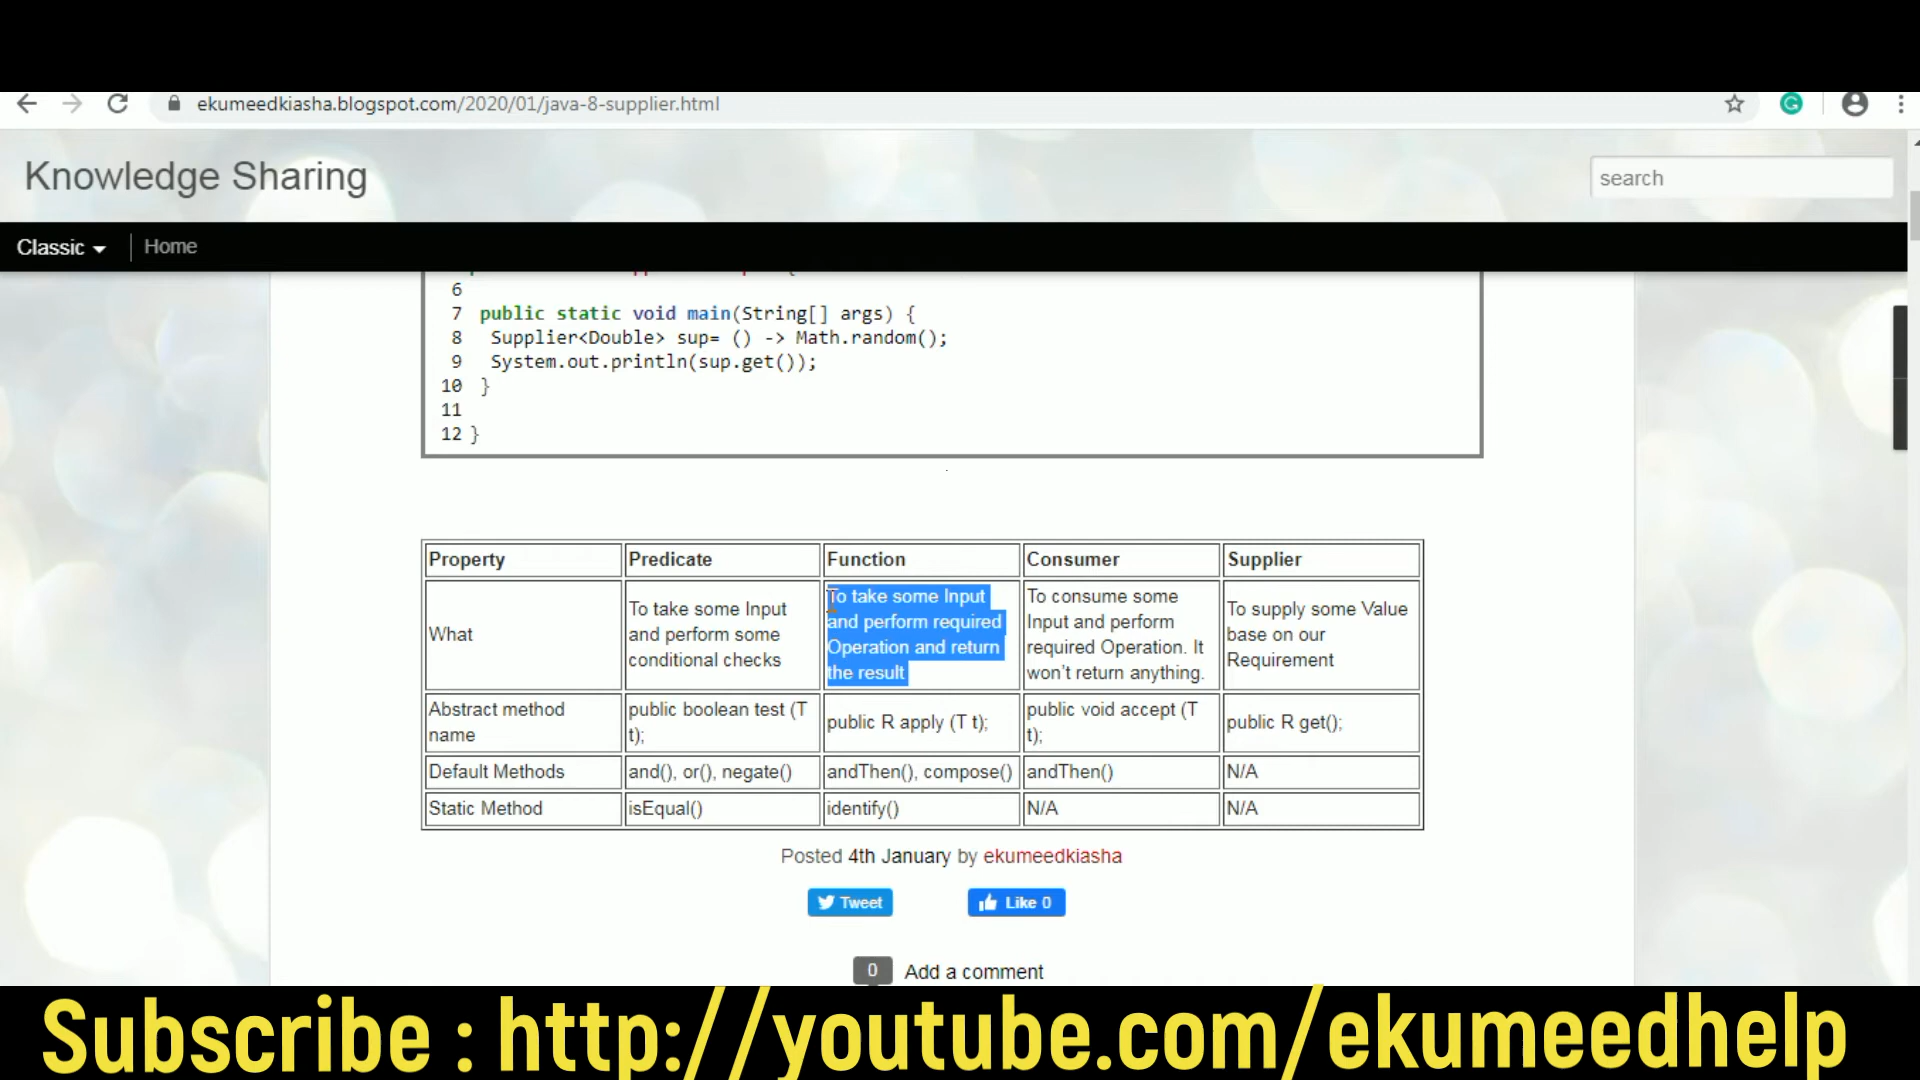 ekumeedkiasha.blogspot.com/2020/01/java-8-supplier.html
Knowledge Sharing
search
Classic
Home
6
7 public static void main(String[] args) {
8 Supplier<Double> sup= () -> Math.random();
9 System.out.println(sup.get());
10 }
11
12 }
Property Predicate Function Consumer Supplier
What
To take some Input
and perform some
conditional checks
To take some Input
and perform required
Operation and return
the result
To consume some
Input and perform
required Operation. It
won't return anything.
To supply some Value
base on our
Requirement
Abstract method
name
public boolean test (T
t);
public R apply (T t);
public void accept (T
t);
public R get();
Default Methods and(), or(), negate() andThen(), compose() andThen() N/A
Static Method isEqual() identify() N/A N/A
Posted 4th January by ekumeedkiasha
Tweet
Like 0
0 Add a comment
Subscribe : http://youtube.com/ekumeedhelp